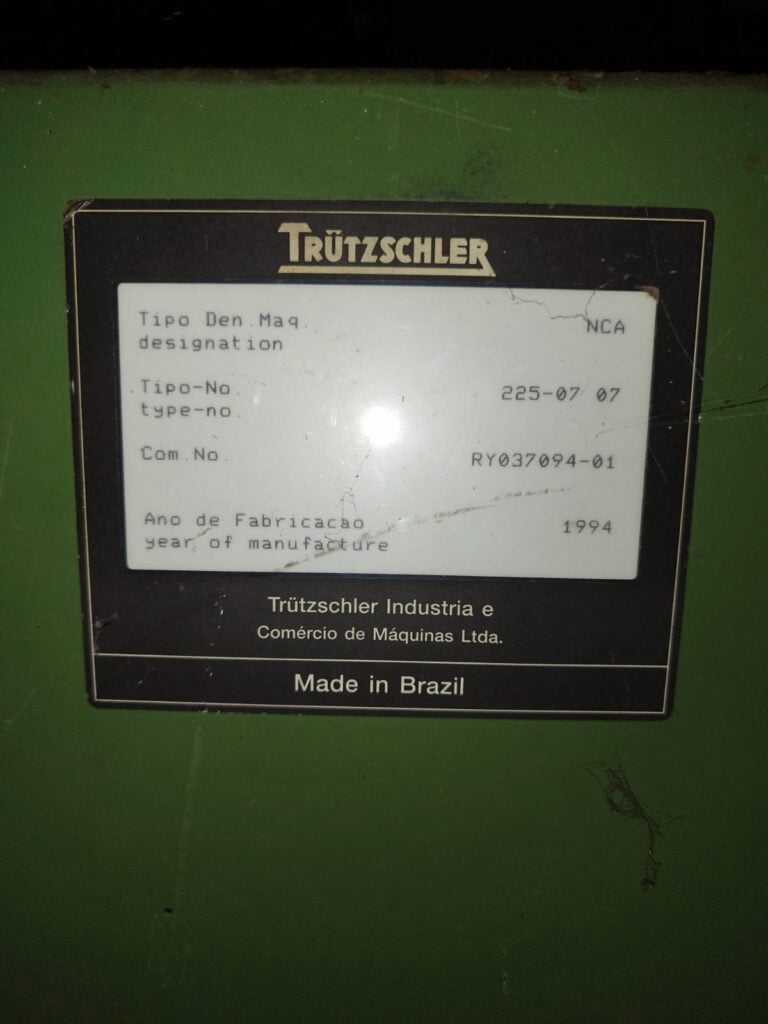 TRÜTZSCHLER
Tipo Den.Maq. NCA
designation
Tipo-No. 225-07 07
type-no.
Com.No. RY037094-01
Ano de Fabricacao 1994
year of manufacture
Trützschler Industria e
Comércio de Máquinas Ltda.
Made in Brazil